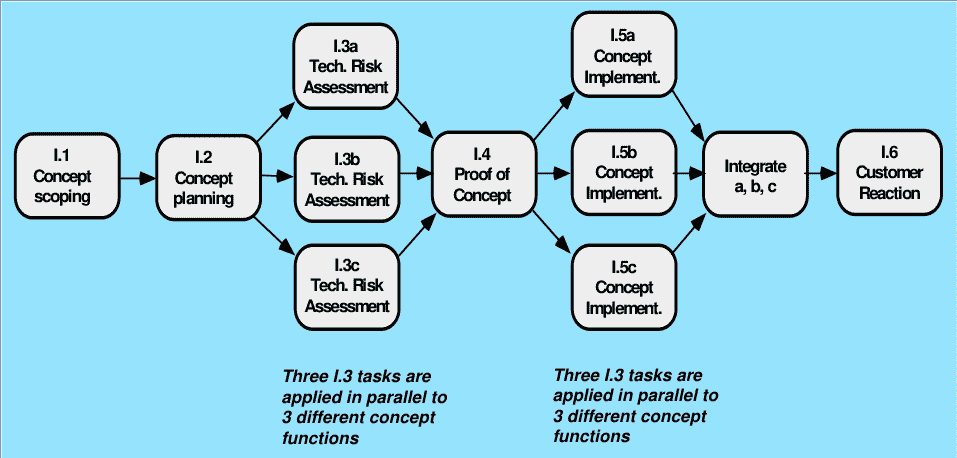 I.1
Concept
scoping
I.2
Concept
planning
I.3a
Tech. Risk
Assessment
I.3b
Tech. Risk
Assessment
I.3c
Tech. Risk
Assessment
I.4
Proof of
Concept
I.5a
Concept
Implement.
I.5b
Concept
Implement.
I.5c
Concept
Implement.
Integrate
a, b, c
I.6
Customer
Reaction
Three I.3 tasks are
applied in parallel to
3 different concept
functions
Three I.3 tasks are
applied in parallel to
3 different concept
functions